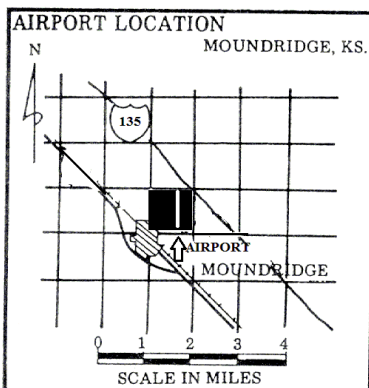 AIRPORT LOCATION
MOUNDRIDGE, KS.
N
135
AIRPORT
MOUNDRIDGE
0 1 2 3 4
SCALE IN MILES